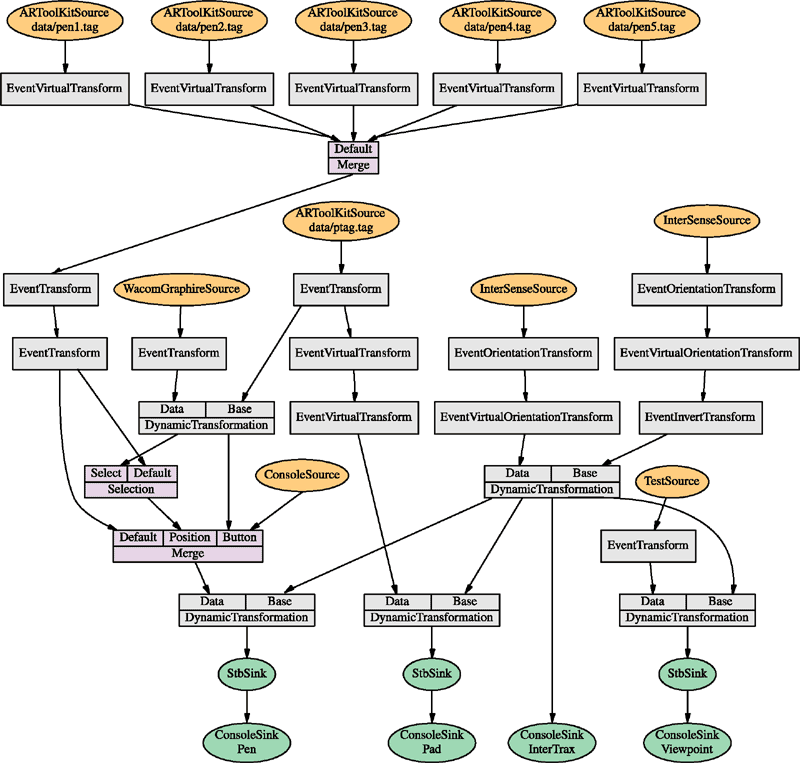 ARToolKitSource
data/pen1.tag
ARToolKitSource
data/pen2.tag
ARToolKitSource
data/pen3.tag
ARToolKitSource
data/pen4.tag
ARToolKitSource
data/pen5.tag
EventVirtualTransform
EventVirtualTransform
EventVirtualTransform
EventVirtualTransform
EventVirtualTransform
Default
Merge
ARToolKitSource
data/ptag.tag
InterSenseSource
EventTransform
WacomGraphireSource
EventTransform
InterSenseSource
EventOrientationTransform
EventTransform
EventTransform
EventVirtualTransform
EventOrientationTransform
EventVirtualOrientationTransform
Data
Base
DynamicTransformation
EventVirtualTransform
EventVirtualOrientationTransform
EventInvertTransform
Select
Default
Selection
ConsoleSource
Data
Base
DynamicTransformation
TestSource
Default
Position
Button
Merge
EventTransform
Data
Base
DynamicTransformation
Data
Base
DynamicTransformation
Data
Base
DynamicTransformation
StbSink
StbSink
StbSink
ConsoleSink
Pen
ConsoleSink
Pad
ConsoleSink
InterTrax
ConsoleSink
Viewpoint